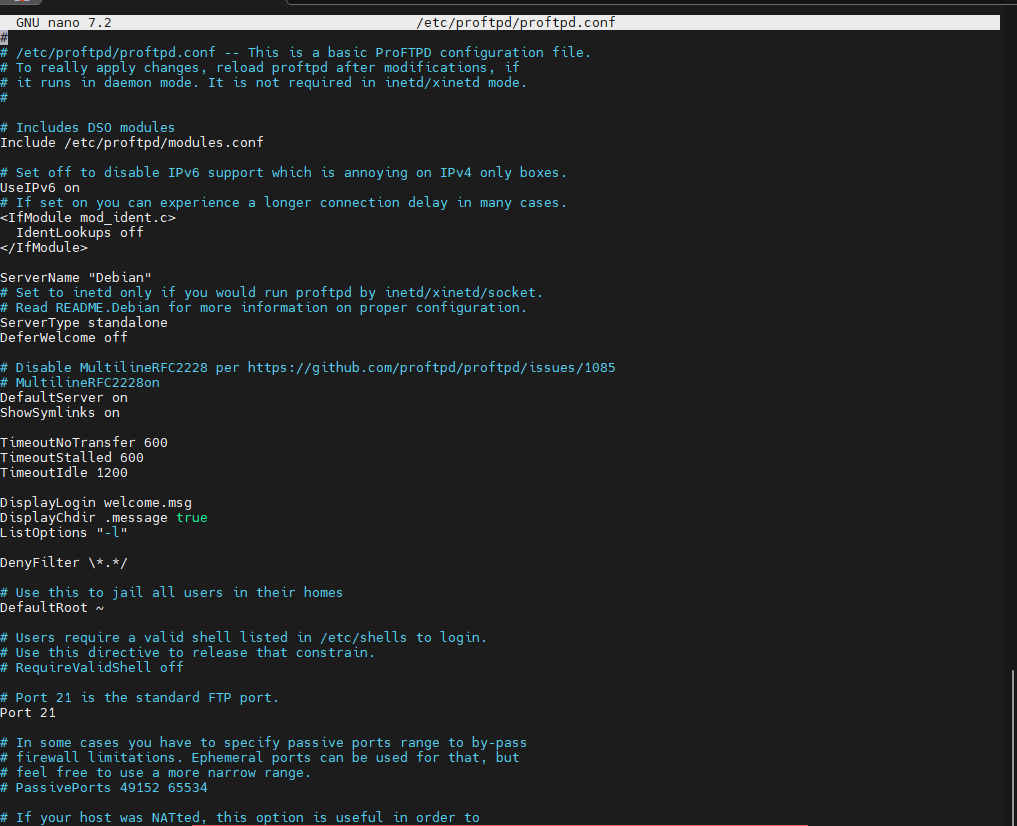 GNU nano 7.2 /etc/proftpd/proftpd.conf
#
# /etc/proftpd/proftpd.conf -- This is a basic ProFTPD configuration file.
# To really apply changes, reload proftpd after modifications, if
# it runs in daemon mode. It is not required in inetd/xinetd mode.
#
# Includes DSO modules
Include /etc/proftpd/modules.conf
# Set off to disable IPv6 support which is annoying on IPv4 only boxes.
UseIPv6 on
# If set on you can experience a longer connection delay in many cases.
<IfModule mod_ident.c>
  IdentLookups off
</IfModule>
ServerName "Debian"
# Set to inetd only if you would run proftpd by inetd/xinetd/socket.
# Read README.Debian for more information on proper configuration.
ServerType standalone
DeferWelcome off
# Disable MultilineRFC2228 per https://github.com/proftpd/proftpd/issues/1085
# MultilineRFC2228on
DefaultServer on
ShowSymlinks on
TimeoutNoTransfer 600
TimeoutStalled 600
TimeoutIdle 1200
DisplayLogin welcome.msg
DisplayChdir .message true
ListOptions "-l"
DenyFilter \*.*/
# Use this to jail all users in their homes
DefaultRoot ~
# Users require a valid shell listed in /etc/shells to login.
# Use this directive to release that constrain.
# RequireValidShell off
# Port 21 is the standard FTP port.
Port 21
# In some cases you have to specify passive ports range to by-pass
# firewall limitations. Ephemeral ports can be used for that, but
# feel free to use a more narrow range.
# PassivePorts 49152 65534
# If your host was NATted, this option is useful in order to